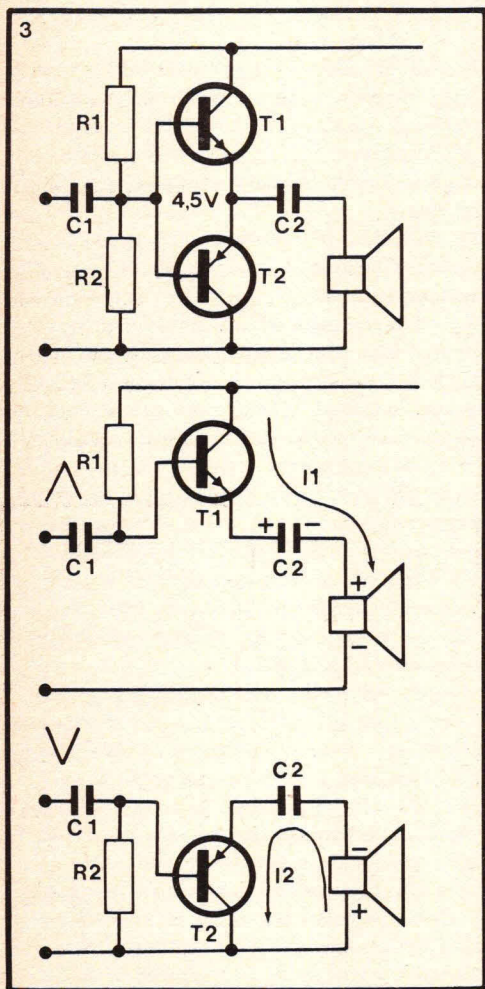 3
R1
T1
4,5V
C1
C2
R2
T2
R1
I1
T1
+ −
C1
C2
+
−
C2
C1
R2
I2
−
+
T2